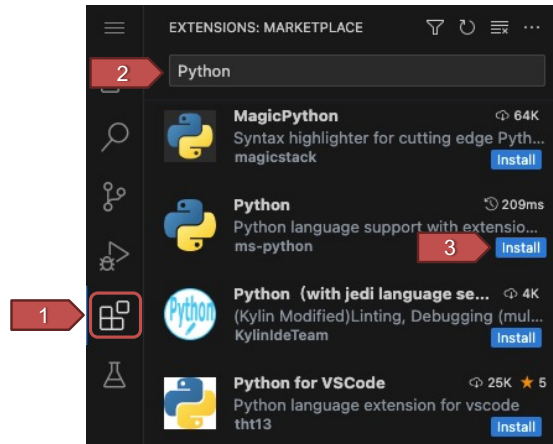 EXTENSIONS: MARKETPLACE
2
Python
MagicPython 64K
Syntax highlighter for cutting edge Pyth...
magicstack Install
Python 209ms
Python language support with extensio...
ms-python 3 Install
1
Python
Python (with jedi language se... 4K
(Kylin Modified)Linting, Debugging (mul...
KylinIdeTeam Install
Python for VSCode 25K ★ 5
Python language extension for vscode
tht13 Install